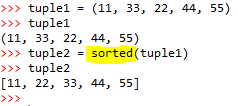 >>> tuple1 = (11, 33, 22, 44, 55)
>>> tuple1
(11, 33, 22, 44, 55)
>>> tuple2 = sorted(tuple1)
>>> tuple2
[11, 22, 33, 44, 55]
>>>